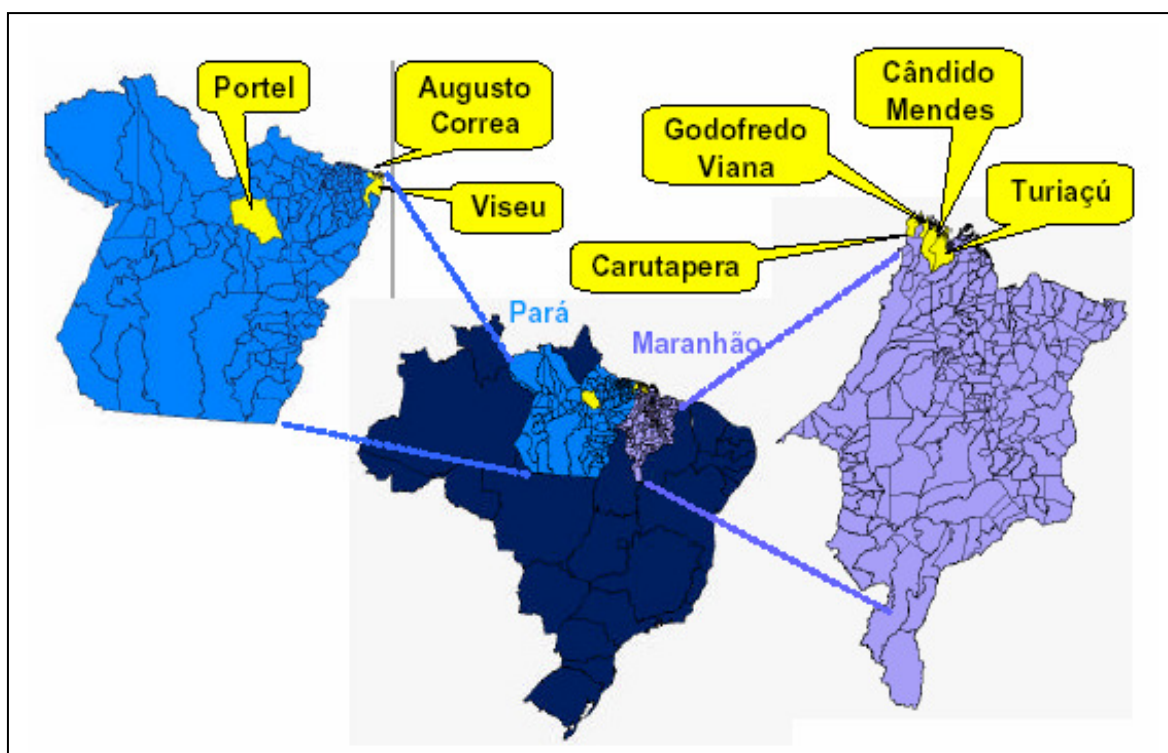 Portel
Augusto
Correa
Viseu
Cândido
Mendes
Godofredo
Viana
Turiaçú
Carutapera
Pará
Maranhão